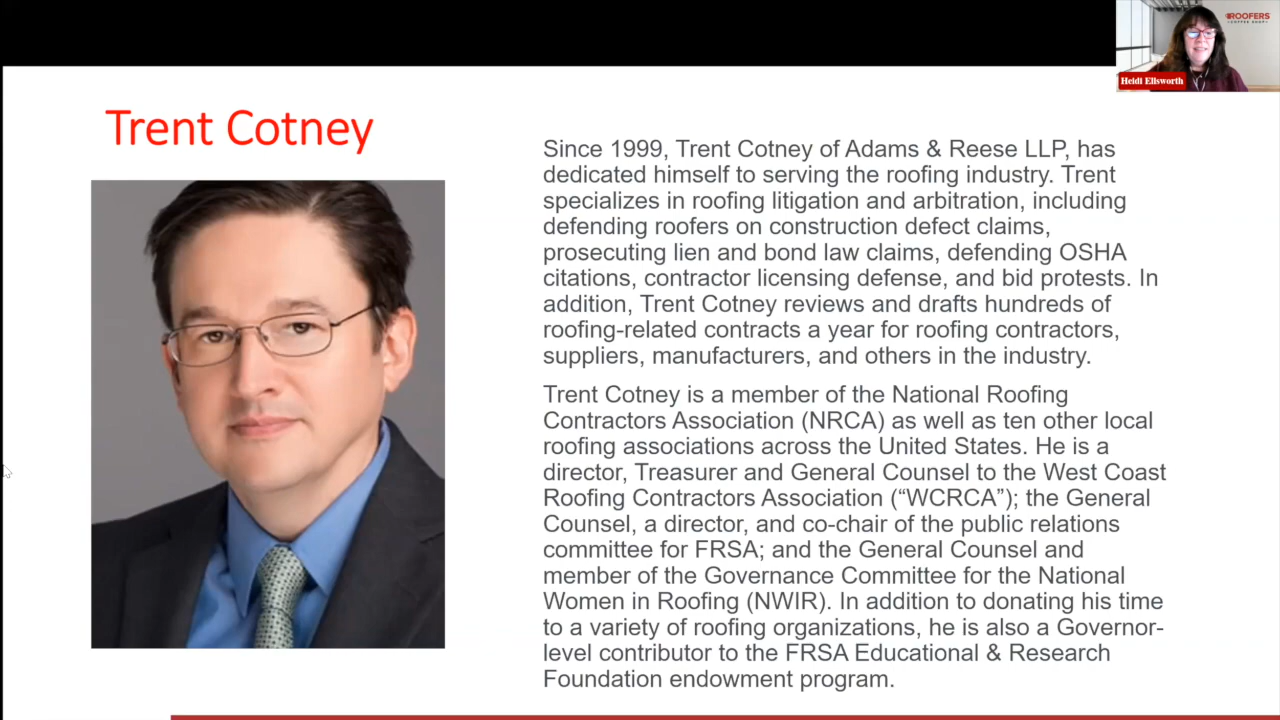 ROOFERS
COFFEE SHOP
Heidi Ellsworth
Trent Cotney
Since 1999, Trent Cotney of Adams & Reese LLP, has
dedicated himself to serving the roofing industry. Trent
specializes in roofing litigation and arbitration, including
defending roofers on construction defect claims,
prosecuting lien and bond law claims, defending OSHA
citations, contractor licensing defense, and bid protests. In
addition, Trent Cotney reviews and drafts hundreds of
roofing-related contracts a year for roofing contractors,
suppliers, manufacturers, and others in the industry.
Trent Cotney is a member of the National Roofing
Contractors Association (NRCA) as well as ten other local
roofing associations across the United States. He is a
director, Treasurer and General Counsel to the West Coast
Roofing Contractors Association (“WCRCA”); the General
Counsel, a director, and co-chair of the public relations
committee for FRSA; and the General Counsel and
member of the Governance Committee for the National
Women in Roofing (NWIR). In addition to donating his time
to a variety of roofing organizations, he is also a Governor-
level contributor to the FRSA Educational & Research
Foundation endowment program.